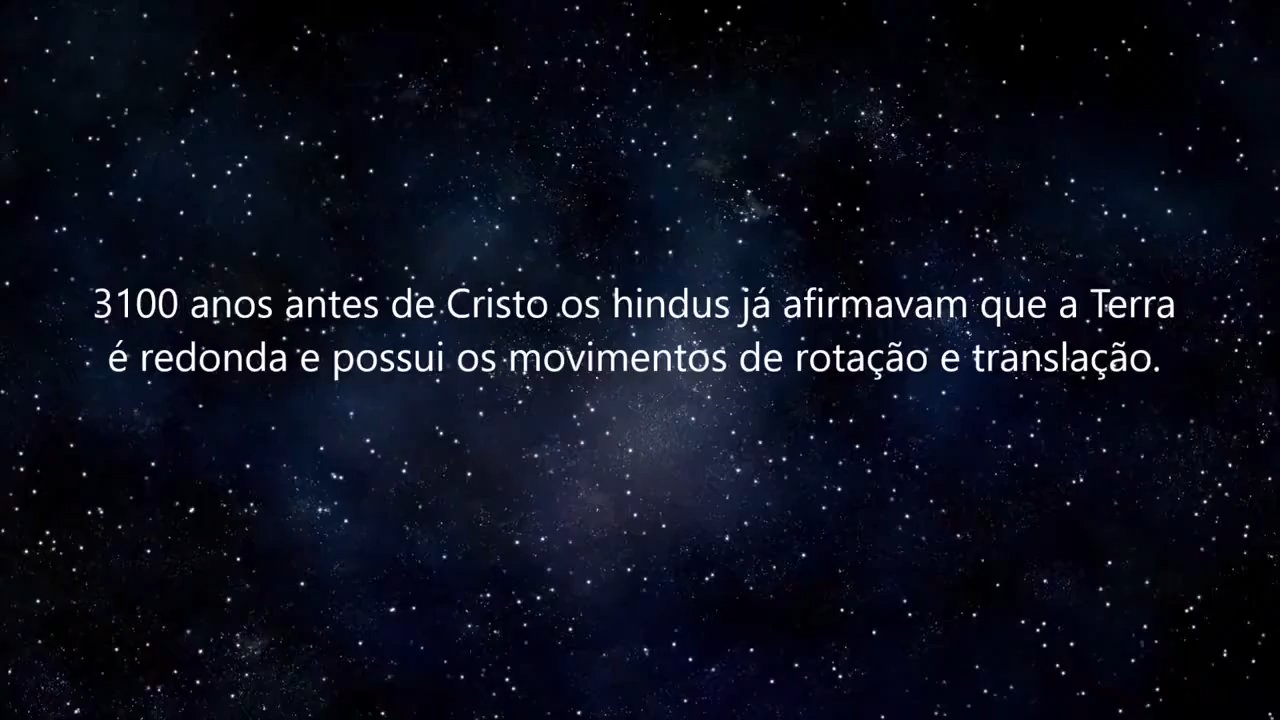 3100 anos antes de Cristo os hindus já afirmavam que a Terra
é redonda e possui os movimentos de rotação e translação.